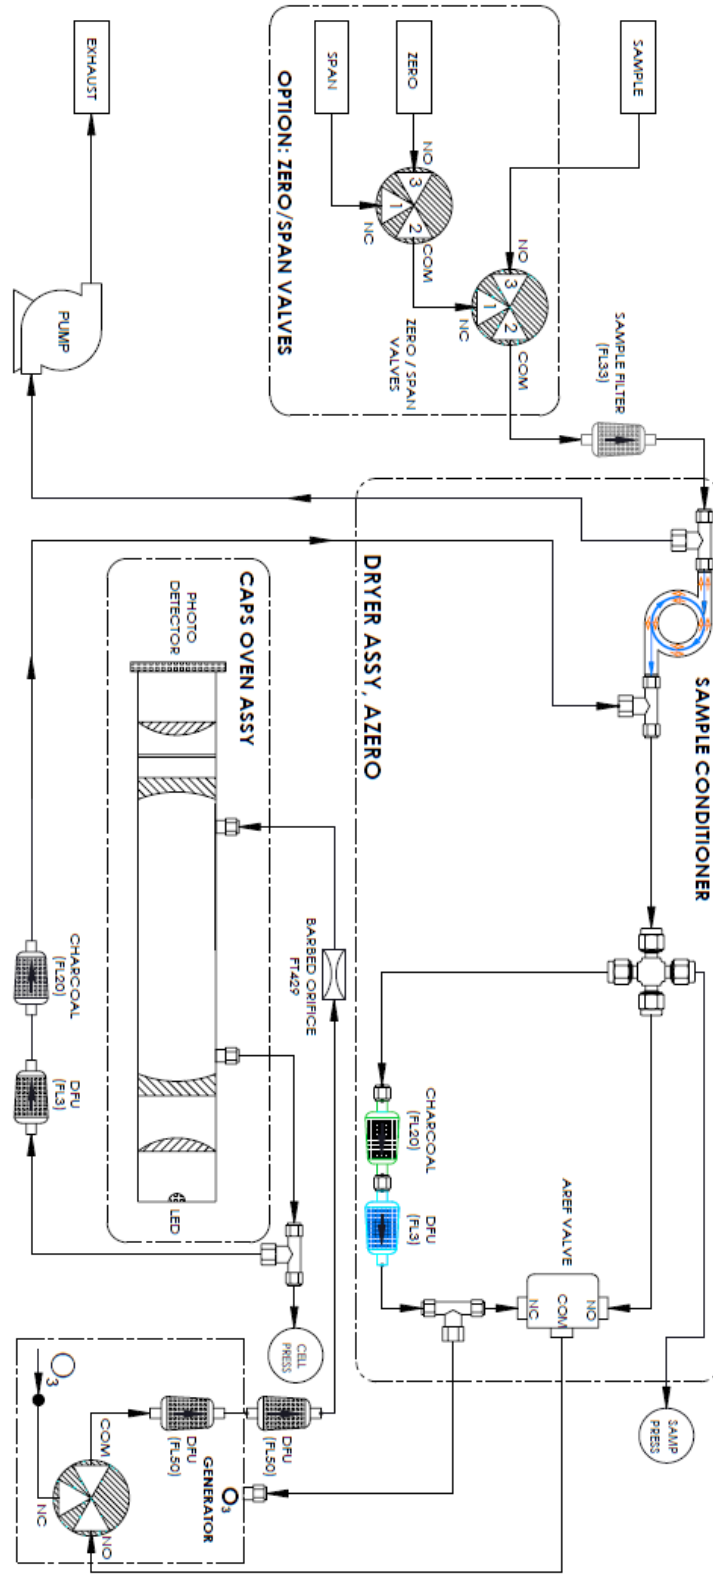 SAMPLE
ZERO
SPAN
OPTION: ZERO/SPAN VALVES
NO
3
2
1
COM
NC
NO
3
2
1
COM
NC
ZERO / SPAN
VALVES
EXHAUST
PUMP
SAMPLE FILTER
(FL33)
SAMPLE CONDITIONER
DRYER ASSY, AZERO
CAPS OVEN ASSY
PHOTO
DETECTOR
LED
BARBED ORIFICE
FT429
CHARCOAL
(FL20)
DFU
(FL3)
CHARCOAL
(FL20)
DFU
(FL3)
AREF VALVE
NO
COM
NC
SAMP
PRESS
CELL
PRESS
DFU
(FL50)
DFU
(FL50)
O3
GENERATOR
O3
COM
NC
NO